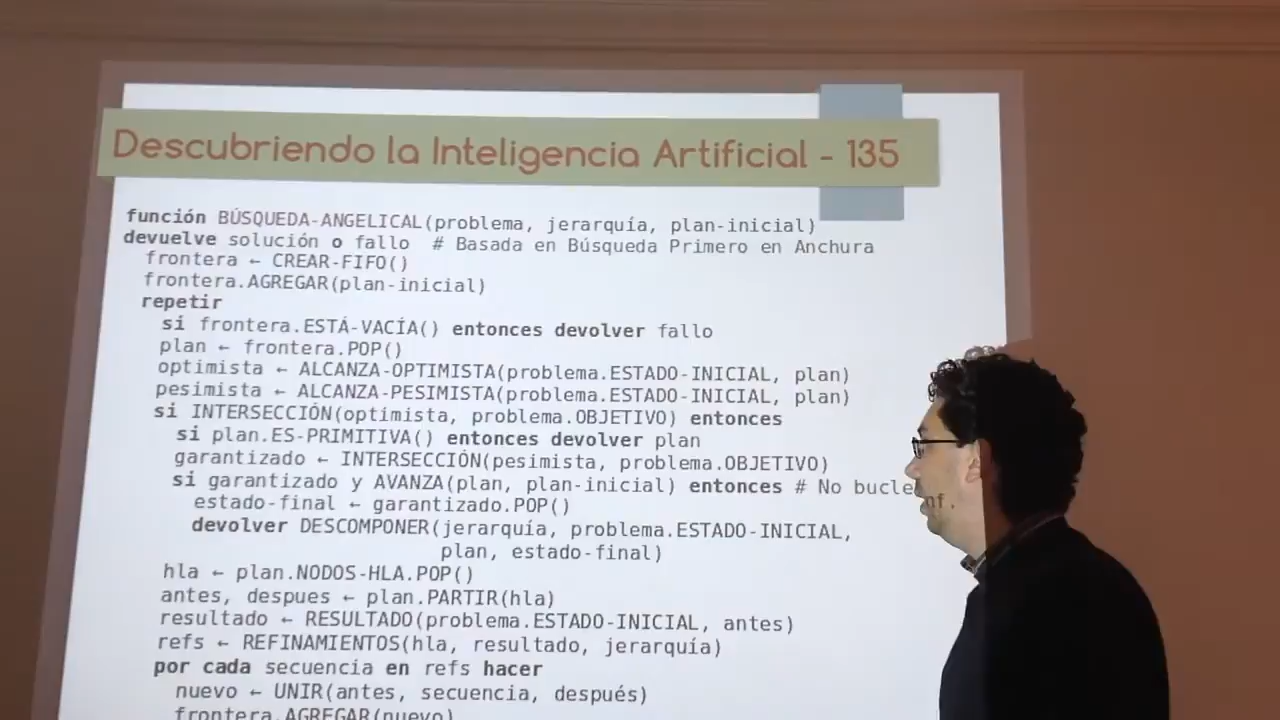 Descubriendo la Inteligencia Artificial - 135
función BÚSQUEDA-ANGELICAL(problema, jerarquía, plan-inicial)
devuelve solución o fallo # Basada en Búsqueda Primero en Anchura
frontera ← CREAR-FIFO()
frontera.AGREGAR(plan-inicial)
repetir
si frontera.ESTÁ-VACÍA() entonces devolver fallo
plan ← frontera.POP()
optimista ← ALCANZA-OPTIMISTA(problema.ESTADO-INICIAL, plan)
pesimista ← ALCANZA-PESIMISTA(problema.ESTADO-INICIAL, plan)
si INTERSECCIÓN(optimista, problema.OBJETIVO) entonces
si plan.ES-PRIMITIVA() entonces devolver plan
garantizado ← INTERSECCIÓN(pesimista, problema.OBJETIVO)
si garantizado y AVANZA(plan, plan-inicial) entonces # No bucle nf.
estado-final ← garantizado.POP()
devolver DESCOMPONER(jerarquía, problema.ESTADO-INICIAL,
plan, estado-final)
hla ← plan.NODOS-HLA.POP()
antes, despues ← plan.PARTIR(hla)
resultado ← RESULTADO(problema.ESTADO-INICIAL, antes)
refs ← REFINAMIENTOS(hla, resultado, jerarquía)
por cada secuencia en refs hacer
nuevo ← UNIR(antes, secuencia, después)
frontera.AGREGAR(nuevo)